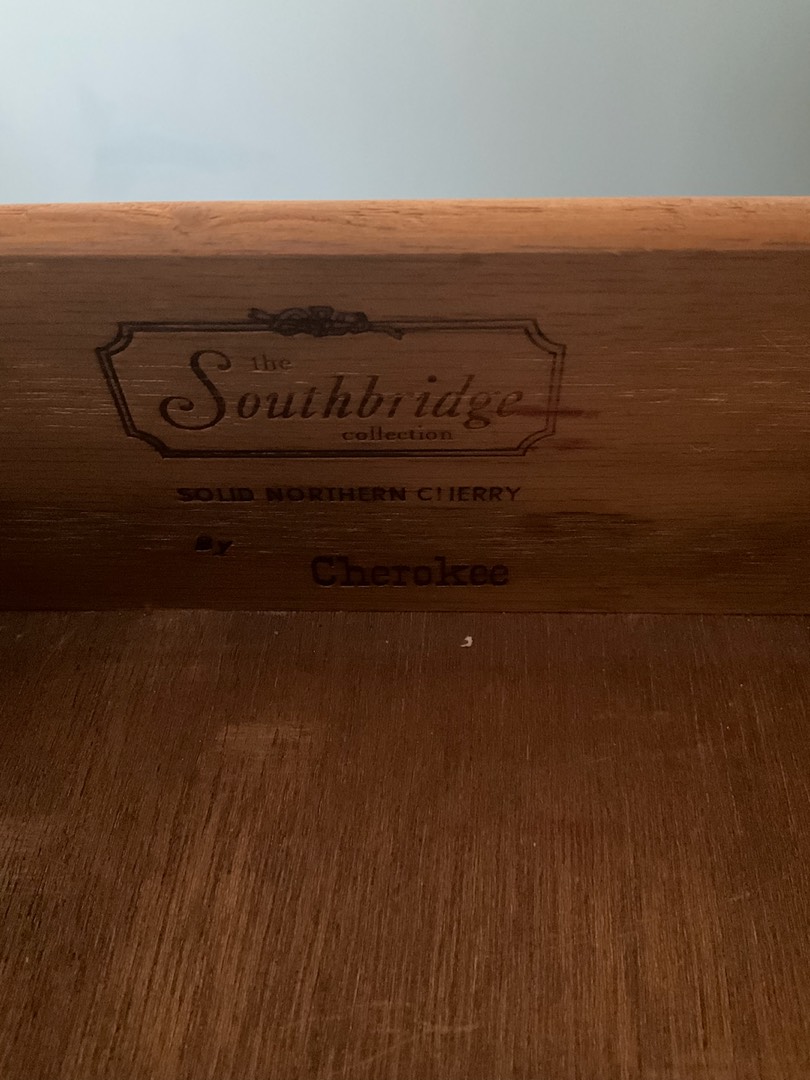 the
Southbridge
collection
SOLID NORTHERN CHERRY
By
Cherokee